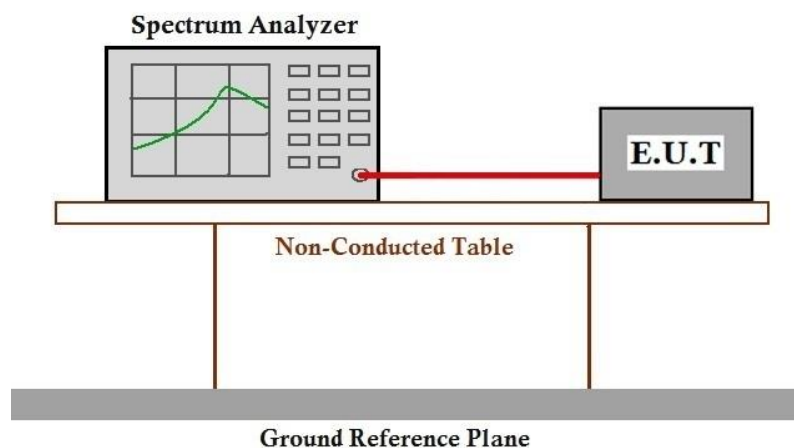 Spectrum Analyzer
E.U.T
Non-Conducted Table
Ground Reference Plane